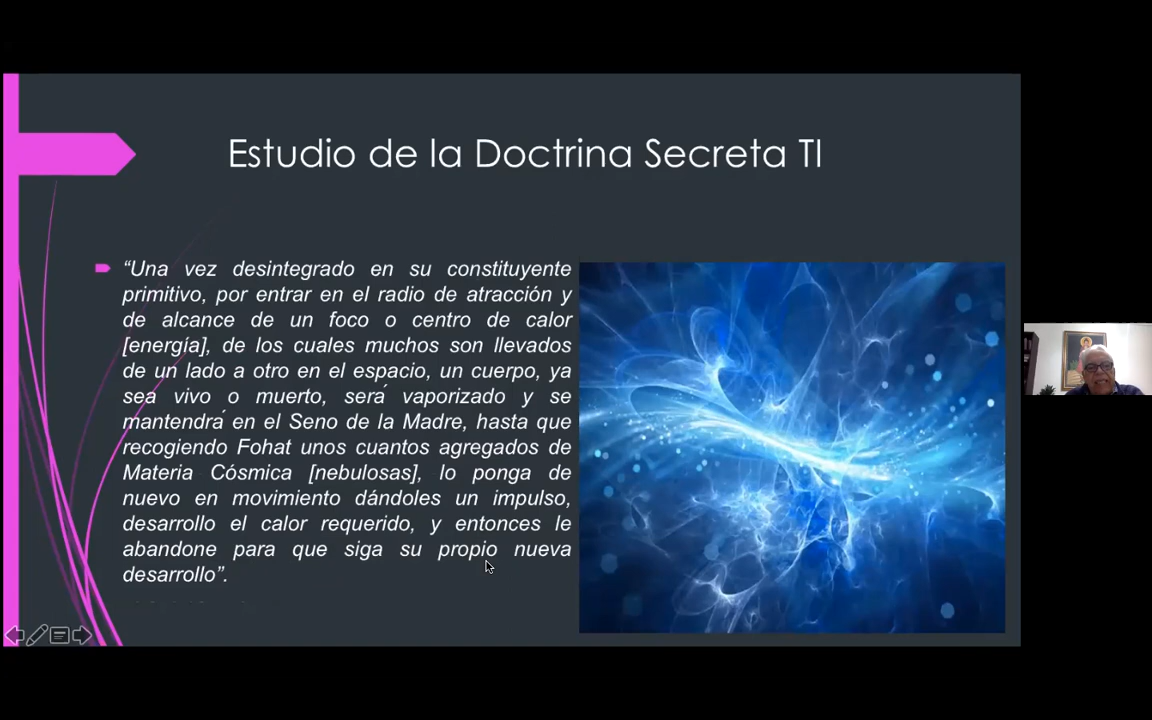 Estudio de la Doctrina Secreta TI
“Una vez desintegrado en su constituyente
primitivo, por entrar en el radio de atracción y
de alcance de un foco o centro de calor
[energía], de los cuales muchos son llevados
de un lado a otro en el espacio, un cuerpo, ya
sea vivo o muerto, será vaporizado y se
mantendrá en el Seno de la Madre, hasta que
recogiendo Fohat unos cuantos agregados de
Materia Cósmica [nebulosas], lo ponga de
nuevo en movimiento dándoles un impulso,
desarrollo el calor requerido, y entonces le
abandone para que siga su propio nueva
desarrollo”.